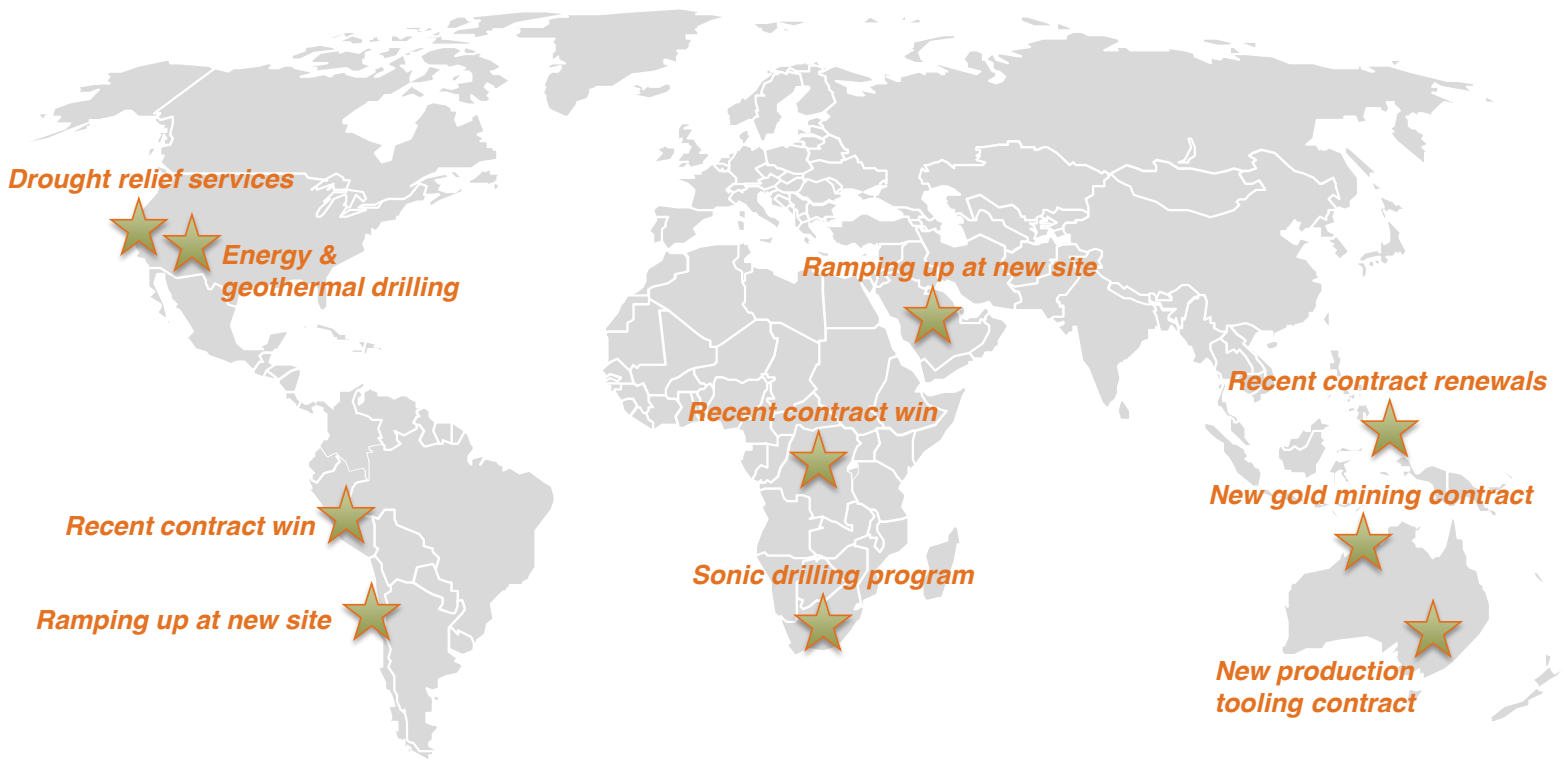 Drought relief services
Energy &
geothermal drilling
Ramping up at new site
Recent contract renewals
Recent contract win
New gold mining contract
Recent contract win
Sonic drilling program
Ramping up at new site
New production
tooling contract